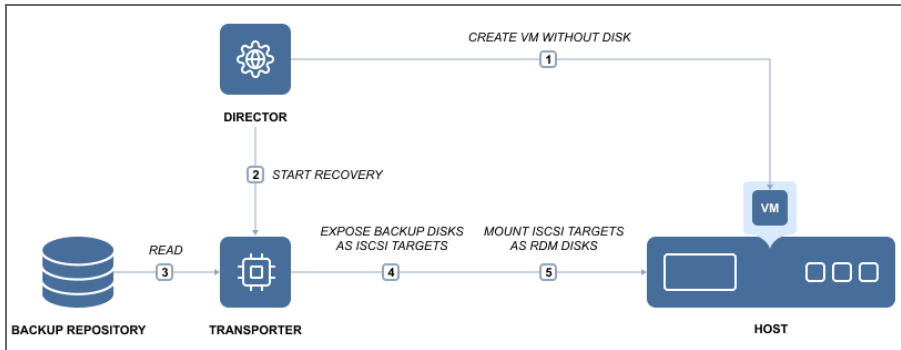 CREATE VM WITHOUT DISK
1
DIRECTOR
2 START RECOVERY
VM
READ
EXPOSE BACKUP DISKS
AS ISCSI TARGETS
MOUNT ISCSI TARGETS
AS RDM DISKS
3
4
5
BACKUP REPOSITORY
TRANSPORTER
HOST